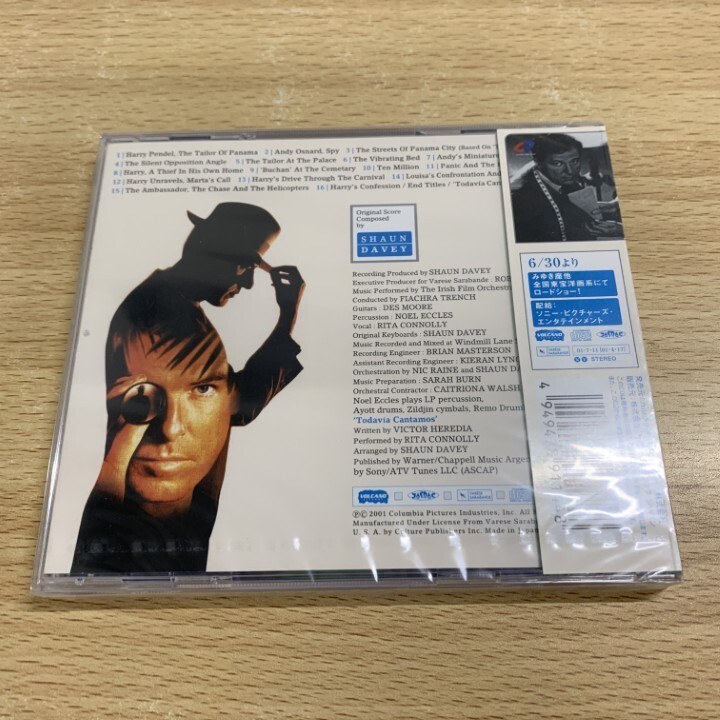 1 | Harry Pendel, The Tailor Of Panama 2 | Andy Osnard, Spy 3 | The Streets Of Panama City (Based On
4 | The Silent Opposition Angle 5 | The Tailor At The Palace 6 | The Vibrating Bed 7 | Andy's Miniature
8 | Harry, A Thief In His Own Home 9 | 'Buchan' At The Cemetary 10 | Ten Million 11 | Panic And The
12 | Harry Unravels, Marta's Call 13 | Harry's Drive Through The Carnival 14 | Louisa's Confrontation And
15 | The Ambassador, The Chase And The Helicopters 16 | Harry's Confession / End Titles / 'Todavia
Original Score
Composed
by
SHAUN
DAVEY
Recording Produced by SHAUN DAVEY
Executive Producer for Varese Sarabande :
Music Performed by The Irish Film
Conducted by FIACHRA TRENCH
Guitars : DES MOORE
Percussion : NOEL ECCLES
Vocal : RITA CONNOLLY
Original Keyboards : SHAUN DAVEY
Music Recorded and Mixed at Windmill Lane
Recording Engineer : BRIAN MASTERSON
Assistant Recording Engineer : KIERAN
Orchestration by NIC RAINE and SHAUN
Music Preparation : SARAH BURN
Orchestral Contractor : CAITRIONA WALSH
Noel Eccles plays LP percussion,
Ayott drums, Zildjin cymbals, Remo
'Todavia Cantamos'
Written by VICTOR HEREDIA
Performed by RITA CONNOLLY
Arranged by SHAUN DAVEY
Published by Warner/Chappell Music
by Sony/ATV Tunes LLC (ASCAP)
VOLCANO
℗© 2001 Columbia Pictures Industries, Inc. All
Manufactured Under License From Varese
U. S. A. by Culture Publishers Inc. Made in Japan
6/30より
みゆき座他
全国東宝洋画系にて
ロードショー!
配給:
ソニー・ピクチャーズ・
エンタテインメント
VOLCANO
STEREO